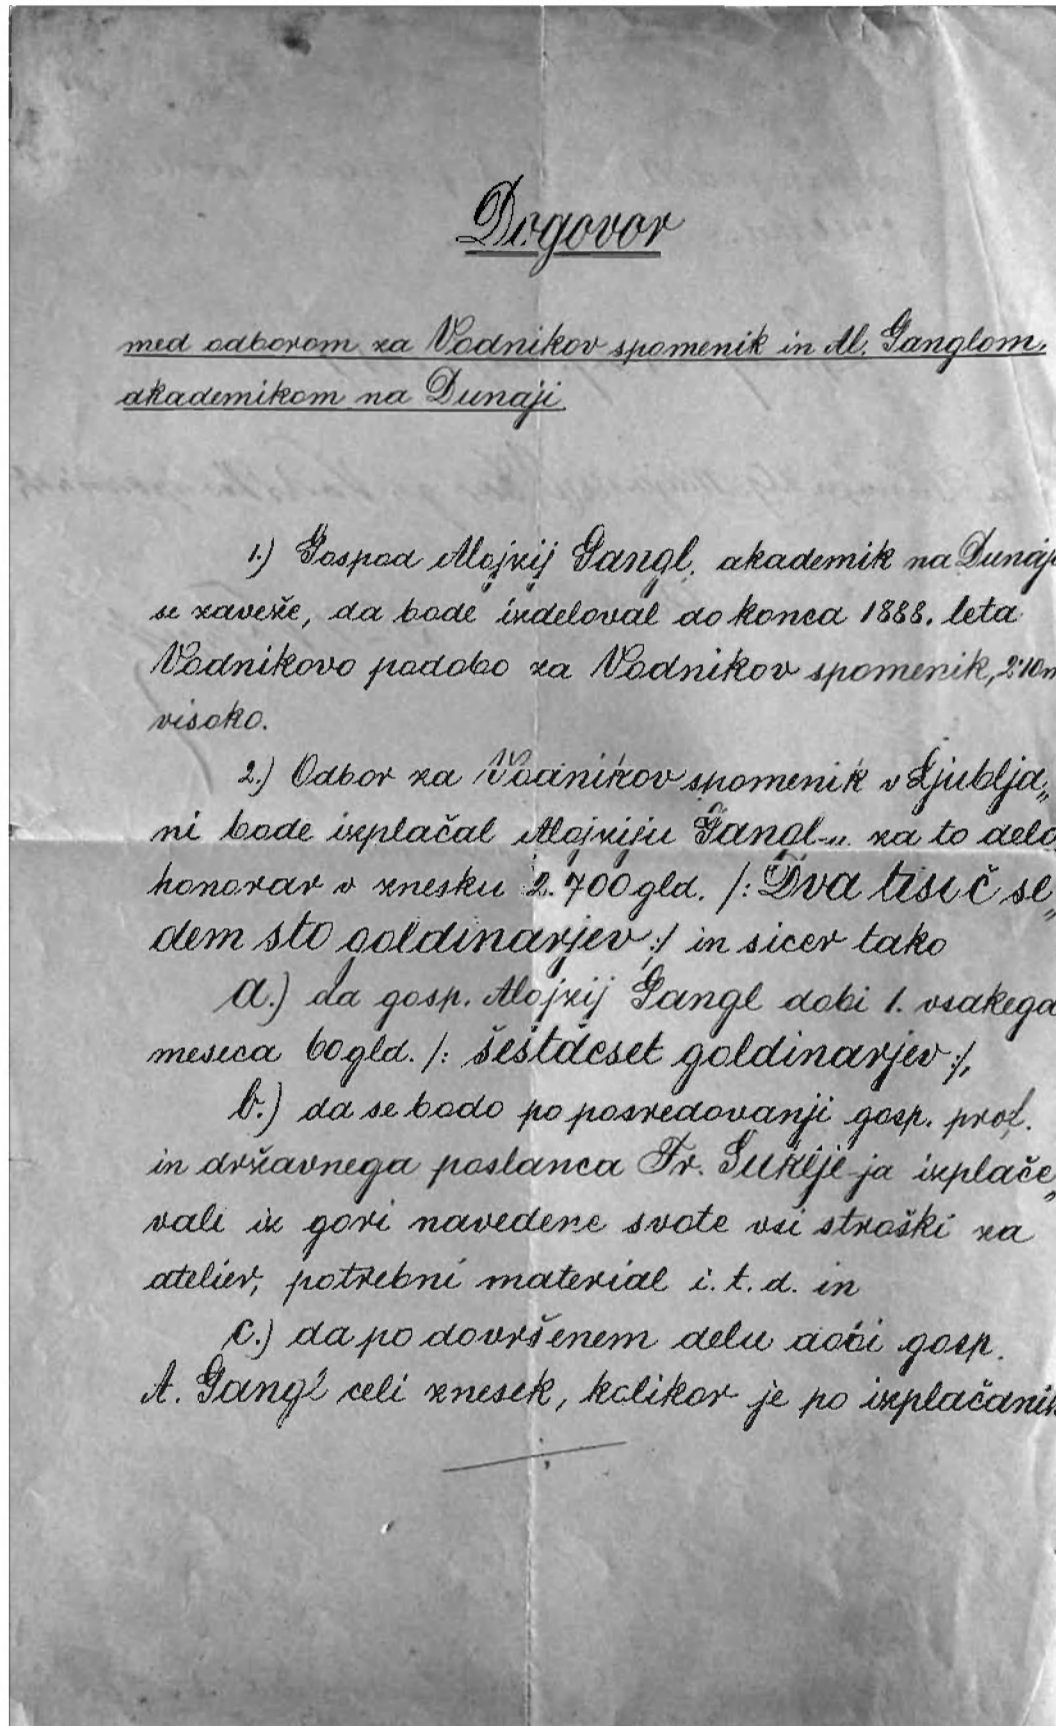 Dogovor
med odborom za Vodnikov spomenik in Al. Ganglom,
akademikom na Dunaji.
1.) Gospod Alojzij Gangl, akademik na Dunaji
se zaveže, da bode izdeloval do konca 1888. leta
Vodnikovo podobo za Vodnikov spomenik, 2·10 m
visoko.
2.) Odbor za Vodnikov spomenik v Ljublja„
ni bode izplačal Alojziju Gangl-u za to delo
honorar v znesku 2.700 gld. /: Dva tisič se„
dem sto goldinarjev :/ in sicer tako
a.) da gosp. Alojzij Gangl dobi 1. vsakega
meseca 60 gld. /: šestdeset goldinarjev :/,
b.) da se bodo po posredovanji gosp. prof.
in državnega poslanca Fr. Šuklje-ja izplače„
vali iz gori navedene svote vsi stroški za
atelier, potrebni material i. t. d. in
c.) da po dovršenem delu dobi gosp.
A. Gangl celi znesek, kolikor je po izplačanih